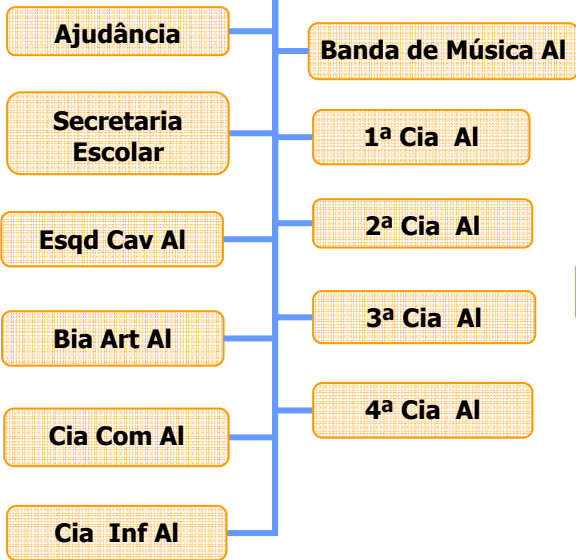 Ajudância
Banda de Música Al
Secretaria
Escolar
1ª Cia Al
2ª Cia Al
Esqd Cav Al
3ª Cia Al
Bia Art Al
4ª Cia Al
Cia Com Al
Cia Inf Al